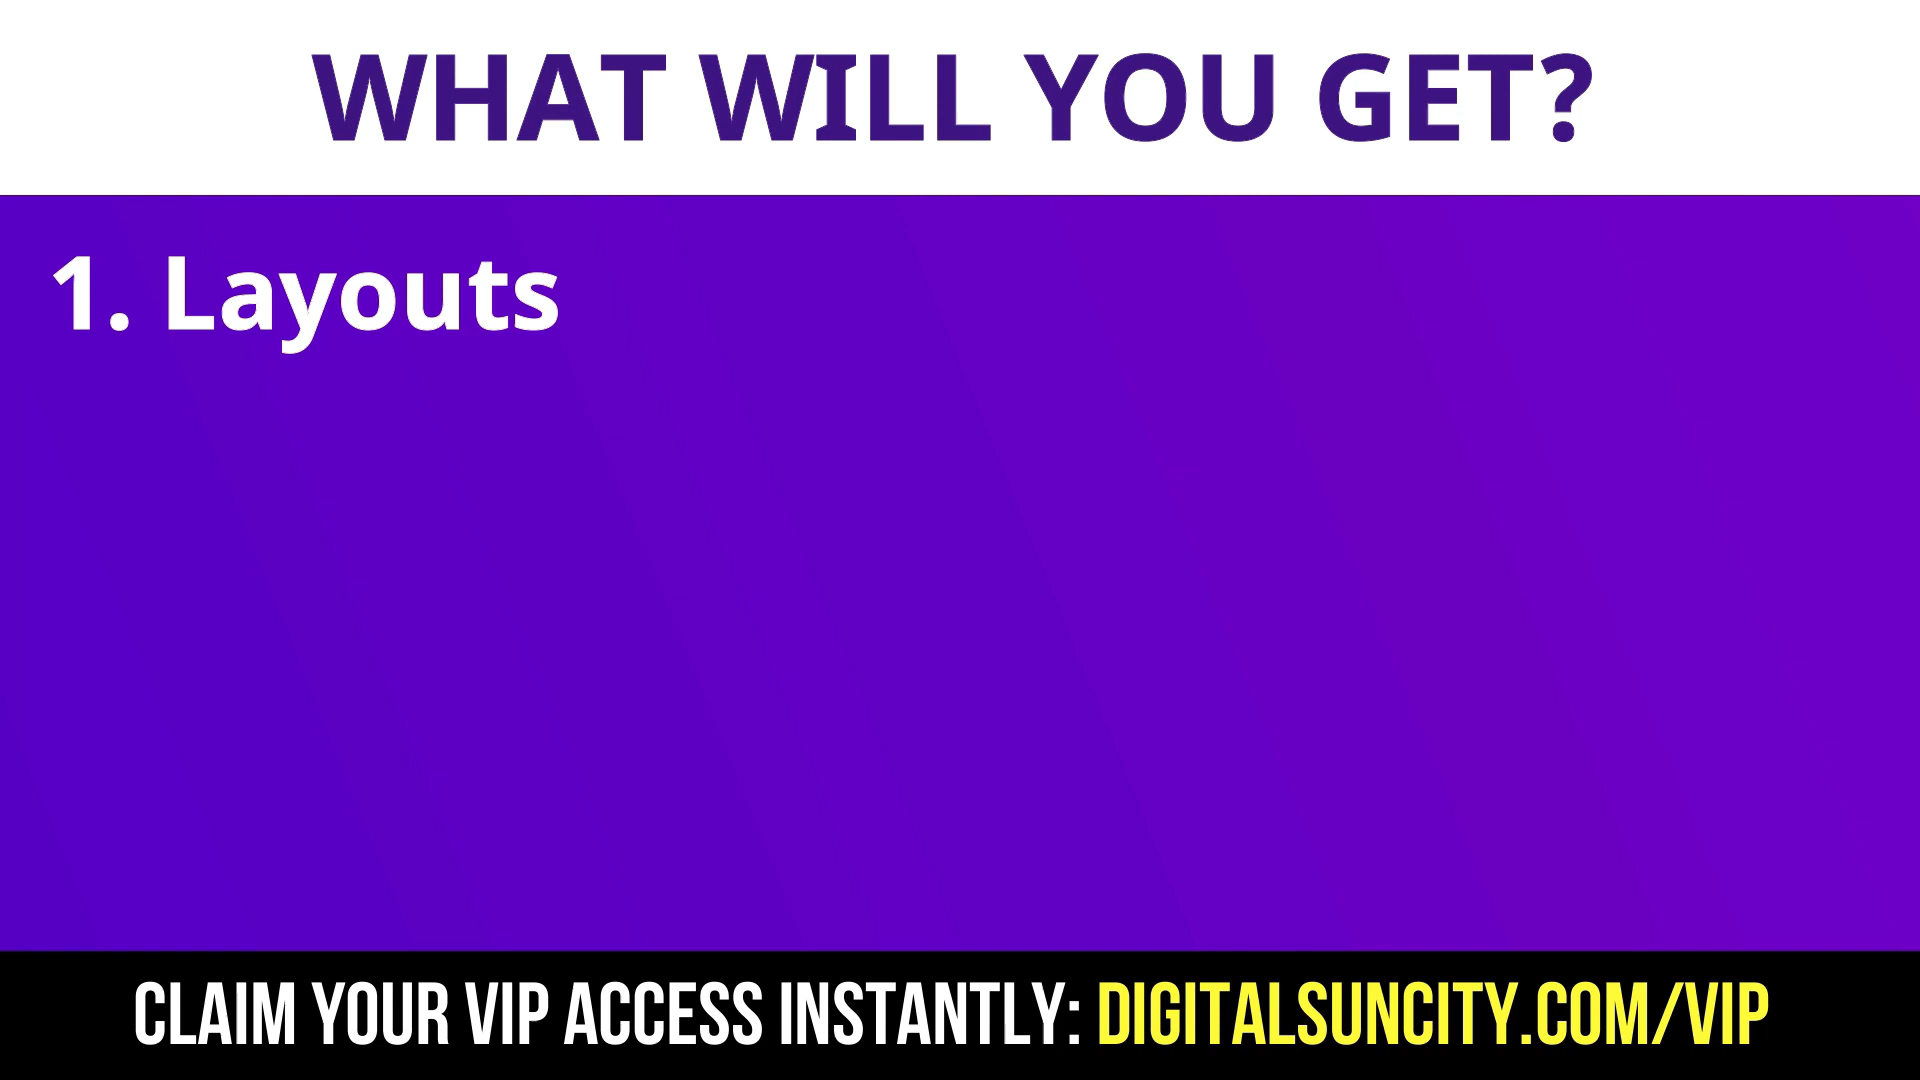 WHAT WILL YOU GET?
1. Layouts
CLAIM YOUR VIP ACCESS INSTANTLY: DIGITALSUNCITY.COM/VIP